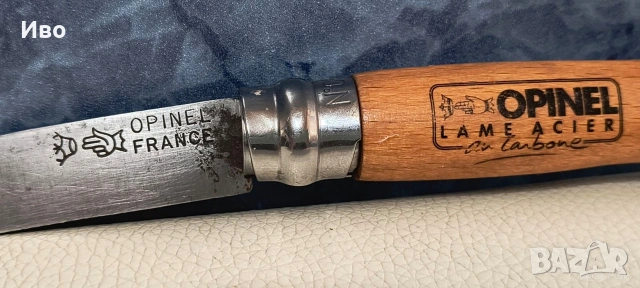 Иво
OPINEL
FRANCE
OPINEL
LAME ACIER
au Carbone
BAZAR